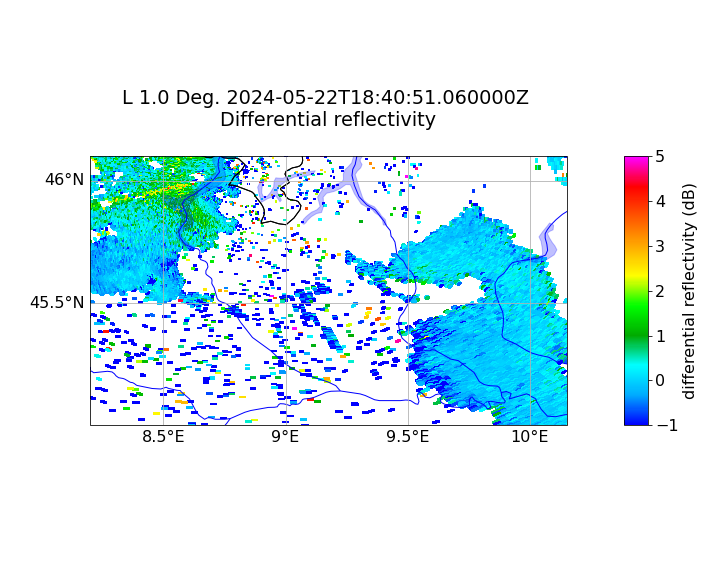 L 1.0 Deg. 2024-05-22T18:40:51.060000Z
Differential reflectivity
46°N
45.5°N
8.5°E
9°E
9.5°E
10°E
5
4
3
2
1
0
−1
differential reflectivity (dB)